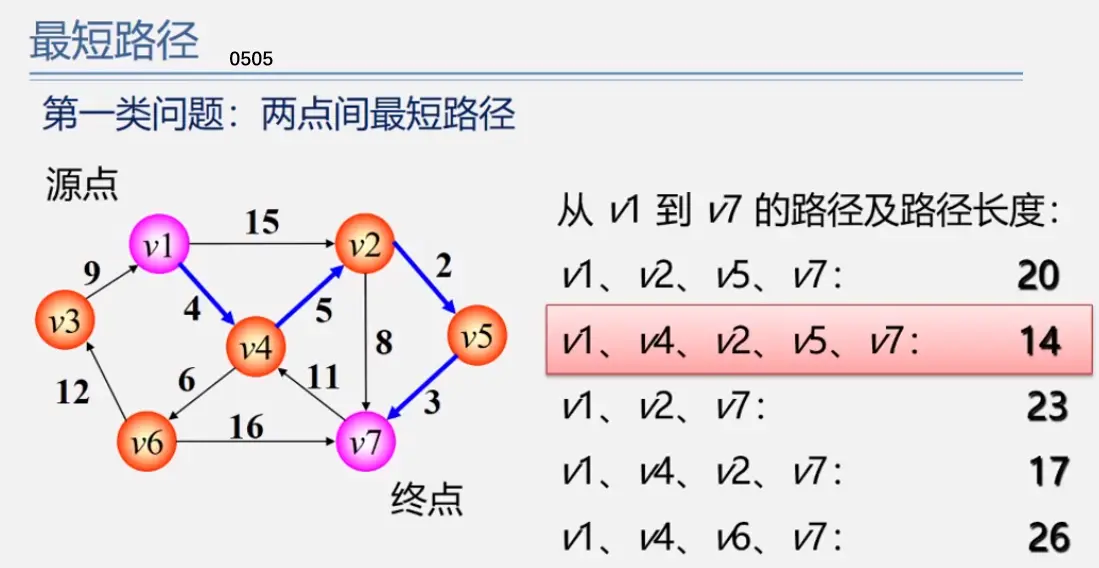 最短路径 0505
第一类问题：两点间最短路径
源点
v1 15 v2
9 4 5 2
v3 v4 8 v5
12 6 11 3
v6 16 v7
终点
从 v1 到 v7 的路径及路径长度：
v1、v2、v5、v7： 20
v1、v4、v2、v5、v7： 14
v1、v2、v7： 23
v1、v4、v2、v7： 17
v1、v4、v6、v7： 26